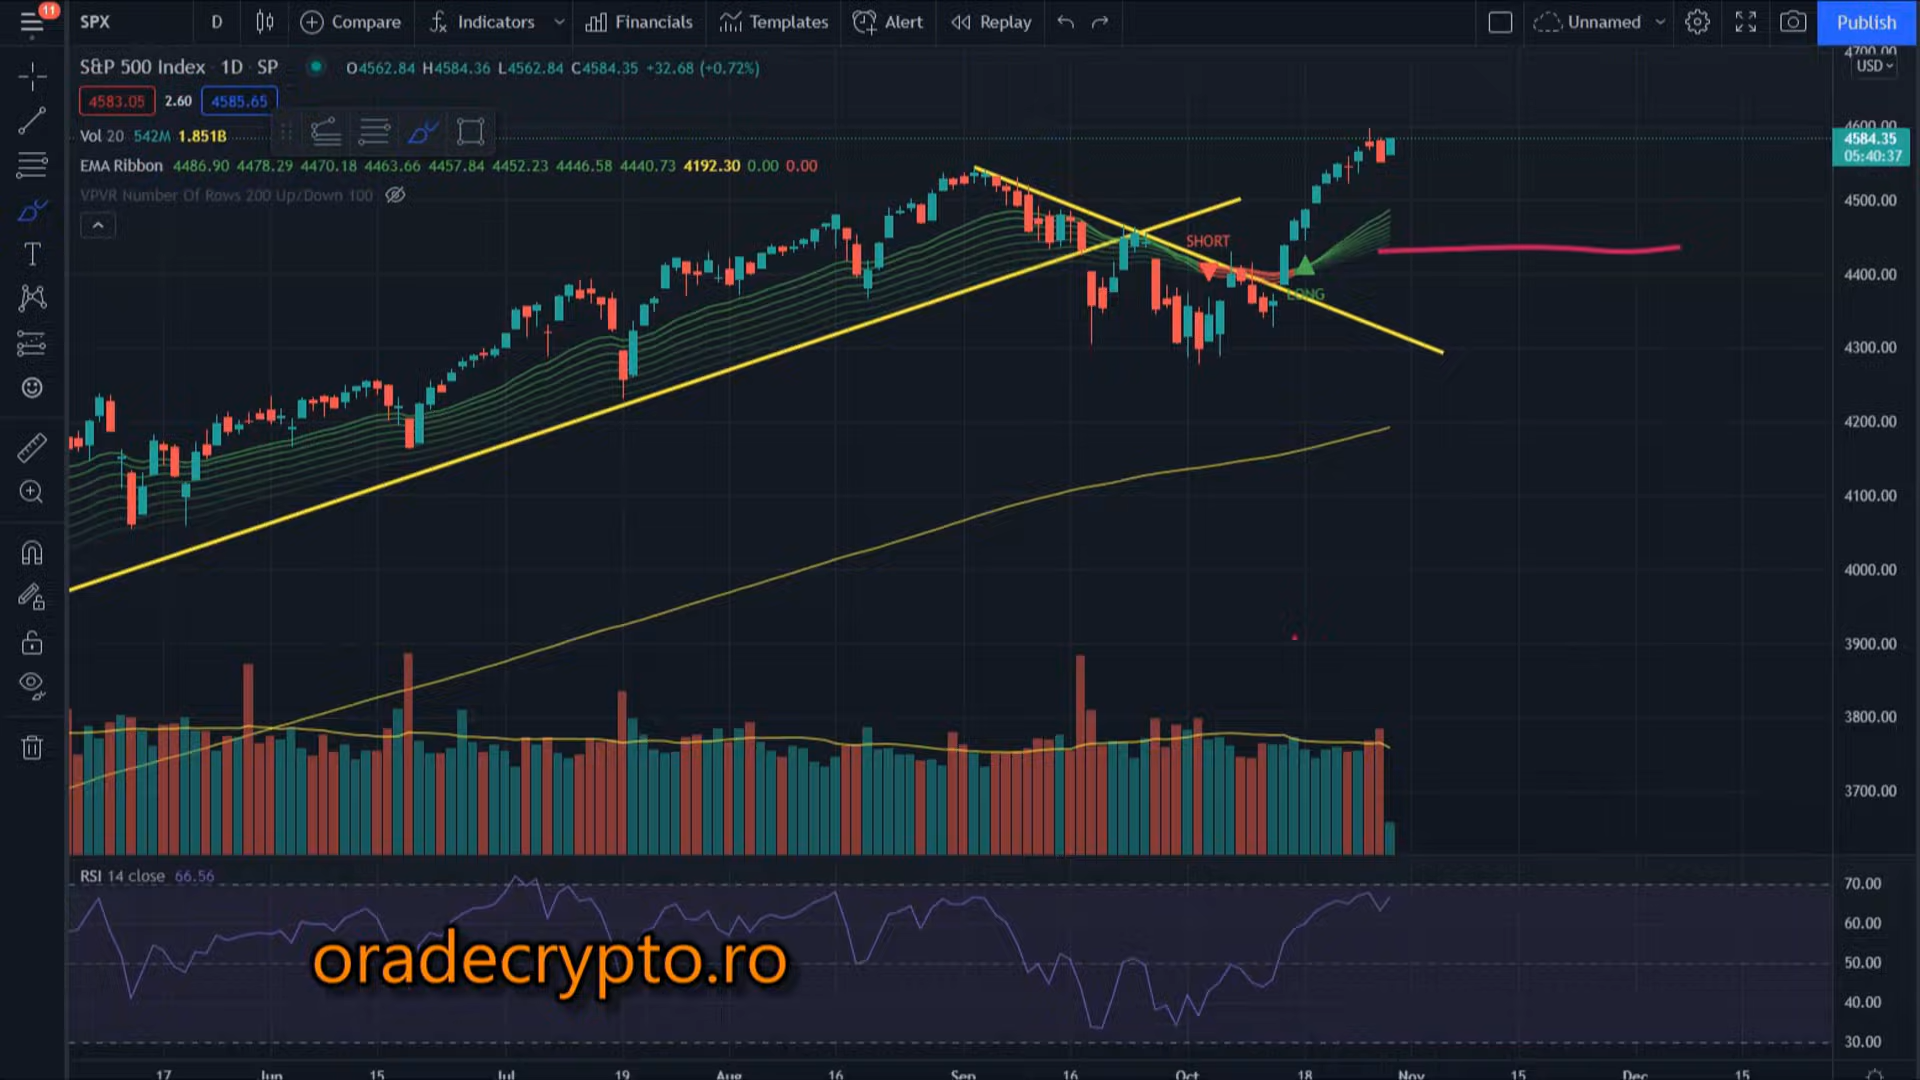 11
SPX D Compare Indicators Financials Templates Alert Replay Unnamed Publish
S&P 500 Index 1D SP O4562.84 H4584.36 L4562.84 C4584.35 +32.68 (+0.72%)
4583.05 2.60 4585.65
Vol 20 542M 1.851B
EMA Ribbon 4486.90 4478.29 4470.18 4463.66 4457.84 4452.23 4446.58 4440.73 4192.30 0.00 0.00
VPVR Number Of Rows 200 Up/Down 100
SHORT
LONG
4700.00
USD
4600.00
4584.35
05:40:37
4500.00
4400.00
4300.00
4200.00
4100.00
4000.00
3900.00
3800.00
3700.00
RSI 14 close 66.56
oradecrypto.ro
70.00
60.00
50.00
40.00
30.00
17 Jun 15 Jul 19 Aug 16 Sep 16 Oct 18 Nov 15 Dec 15